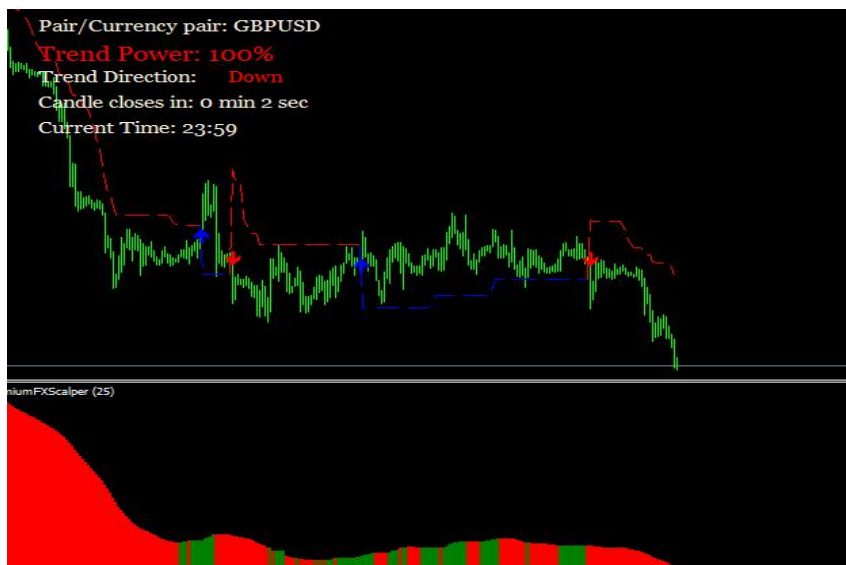 Pair/Currency pair: GBPUSD
Trend Power: 100%
Trend Direction: Down
Candle closes in: 0 min 2 sec
Current Time: 23:59
niumFXScalper (25)